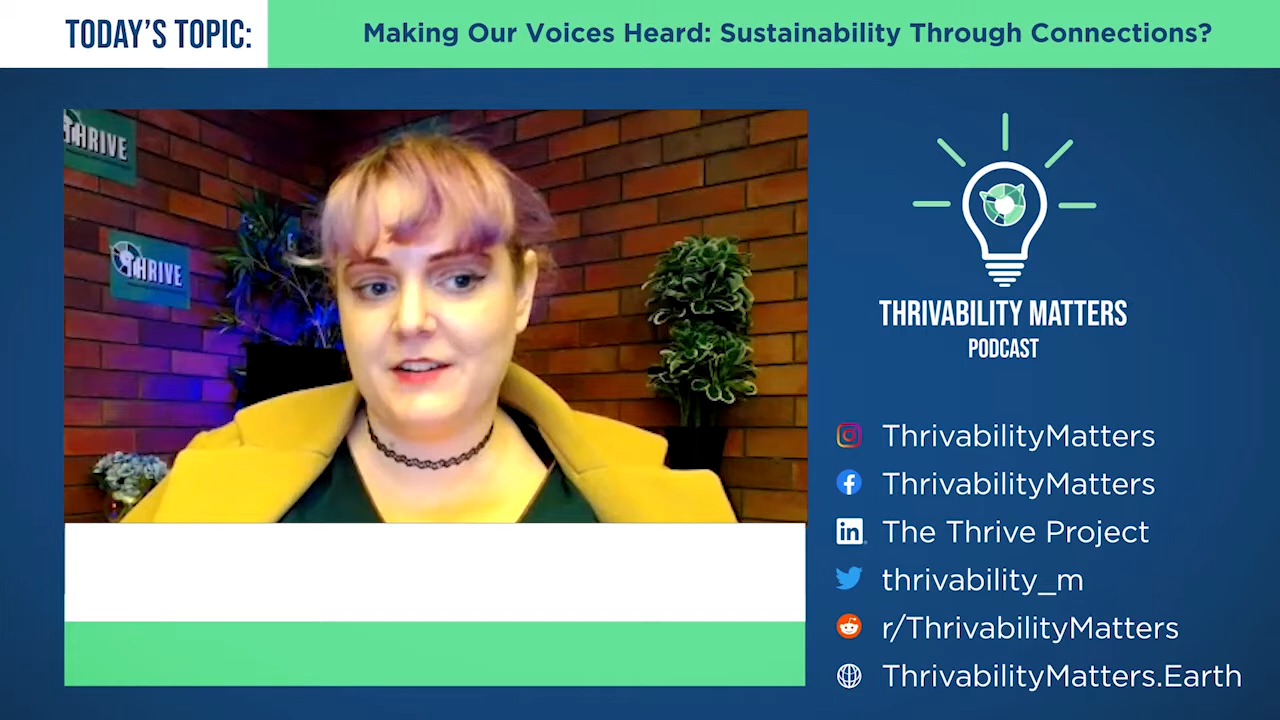 TODAY'S TOPIC:
Making Our Voices Heard: Sustainability Through Connections?
THRIVE
THRIVE
THRIVABILITY MATTERS
PODCAST
ThrivabilityMatters
ThrivabilityMatters
in
The Thrive Project
thrivability_m
r/ThrivabilityMatters
ThrivabilityMatters.Earth